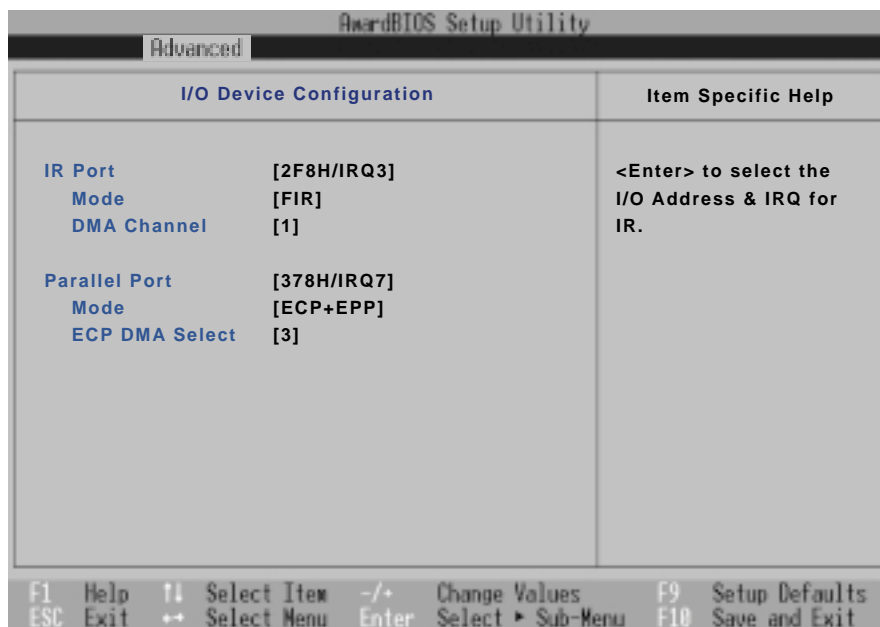 AwardBIOS Setup Utility
Advanced
I/O Device Configuration
Item Specific Help
IR Port [2F8H/IRQ3]
Mode [FIR]
DMA Channel [1]
Parallel Port [378H/IRQ7]
Mode [ECP+EPP]
ECP DMA Select [3]
<Enter> to select the
I/O Address & IRQ for
IR.
F1 Help ↑↓ Select Item -/+ Change Values F9 Setup Defaults
ESC Exit ←→ Select Menu Enter Select ▸ Sub-Menu F10 Save and Exit